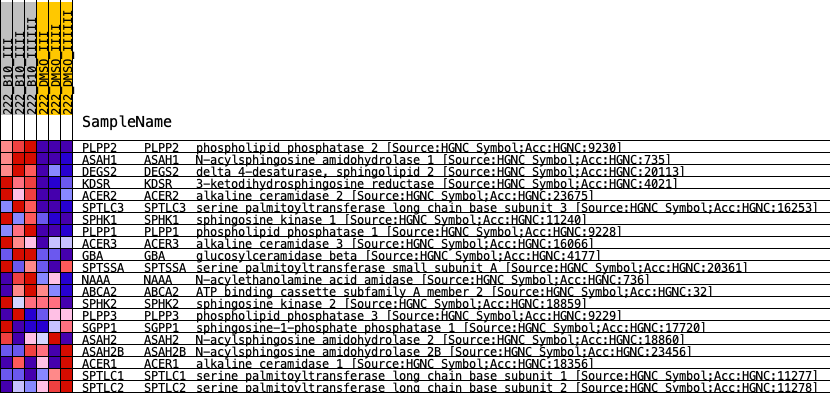 222_B10_III
222_B10_IIII
222_B10_IIIIII
222_DMSO_III
222_DMSO_IIII
222_DMSO_IIIIII
SampleName
PLPP2 PLPP2 phospholipid phosphatase 2 [Source:HGNC Symbol;Acc:HGNC:9230]
ASAH1 ASAH1 N-acylsphingosine amidohydrolase 1 [Source:HGNC Symbol;Acc:HGNC:735]
DEGS2 DEGS2 delta 4-desaturase, sphingolipid 2 [Source:HGNC Symbol;Acc:HGNC:20113]
KDSR KDSR 3-ketodihydrosphingosine reductase [Source:HGNC Symbol;Acc:HGNC:4021]
ACER2 ACER2 alkaline ceramidase 2 [Source:HGNC Symbol;Acc:HGNC:23675]
SPTLC3 SPTLC3 serine palmitoyltransferase long chain base subunit 3 [Source:HGNC Symbol;Acc:HGNC:16253]
SPHK1 SPHK1 sphingosine kinase 1 [Source:HGNC Symbol;Acc:HGNC:11240]
PLPP1 PLPP1 phospholipid phosphatase 1 [Source:HGNC Symbol;Acc:HGNC:9228]
ACER3 ACER3 alkaline ceramidase 3 [Source:HGNC Symbol;Acc:HGNC:16066]
GBA GBA glucosylceramidase beta [Source:HGNC Symbol;Acc:HGNC:4177]
SPTSSA SPTSSA serine palmitoyltransferase small subunit A [Source:HGNC Symbol;Acc:HGNC:20361]
NAAA NAAA N-acylethanolamine acid amidase [Source:HGNC Symbol;Acc:HGNC:736]
ABCA2 ABCA2 ATP binding cassette subfamily A member 2 [Source:HGNC Symbol;Acc:HGNC:32]
SPHK2 SPHK2 sphingosine kinase 2 [Source:HGNC Symbol;Acc:HGNC:18859]
PLPP3 PLPP3 phospholipid phosphatase 3 [Source:HGNC Symbol;Acc:HGNC:9229]
SGPP1 SGPP1 sphingosine-1-phosphate phosphatase 1 [Source:HGNC Symbol;Acc:HGNC:17720]
ASAH2 ASAH2 N-acylsphingosine amidohydrolase 2 [Source:HGNC Symbol;Acc:HGNC:18860]
ASAH2B ASAH2B N-acylsphingosine amidohydrolase 2B [Source:HGNC Symbol;Acc:HGNC:23456]
ACER1 ACER1 alkaline ceramidase 1 [Source:HGNC Symbol;Acc:HGNC:18356]
SPTLC1 SPTLC1 serine palmitoyltransferase long chain base subunit 1 [Source:HGNC Symbol;Acc:HGNC:11277]
SPTLC2 SPTLC2 serine palmitoyltransferase long chain base subunit 2 [Source:HGNC Symbol;Acc:HGNC:11278]